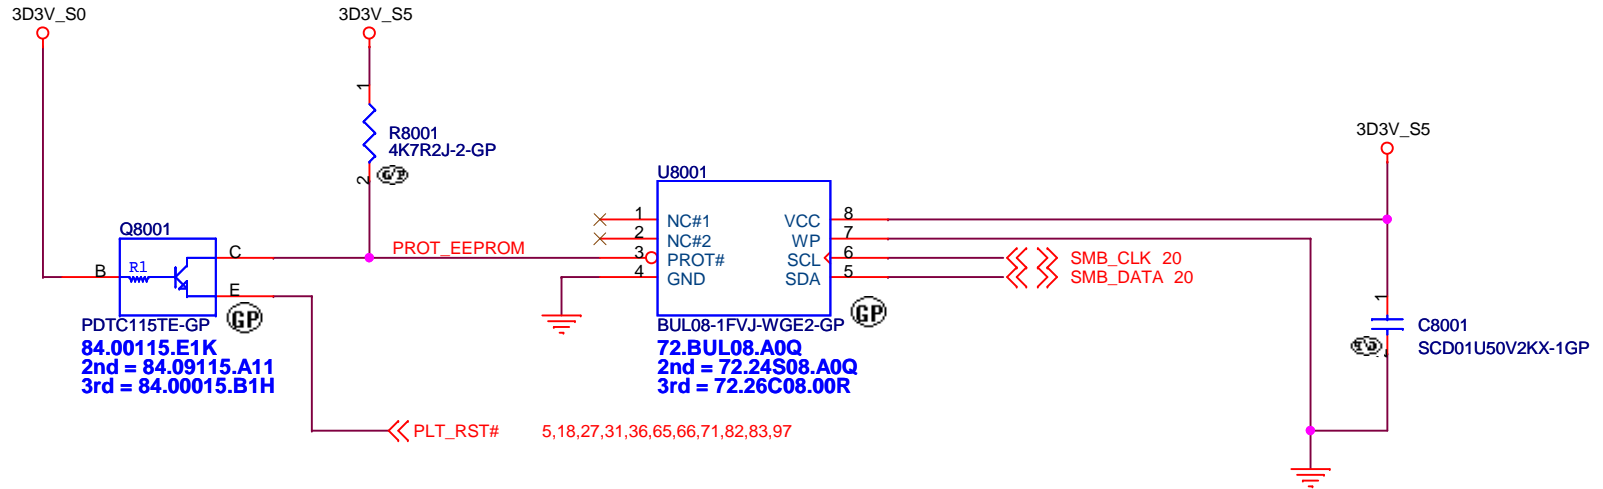 3D3V_S0
3D3V_S5
1
R8001
4K7R2J-2-GP
2
G/P
3D3V_S5
U8001
1 NC#1 VCC 8
2 NC#2 WP 7
3 PROT# SCL 6
4 GND SDA 5
PROT_EEPROM
SMB_CLK 20
SMB_DATA 20
Q8001
B R1 C
E
GP
PDTC115TE-GP
84.00115.E1K
2nd = 84.09115.A11
3rd = 84.00015.B1H
GP
BUL08-1FVJ-WGE2-GP
72.BUL08.A0Q
2nd = 72.24S08.A0Q
3rd = 72.26C08.00R
1
C8001
SCD01U50V2KX-1GP
PLT_RST# 5,18,27,31,36,65,66,71,82,83,97